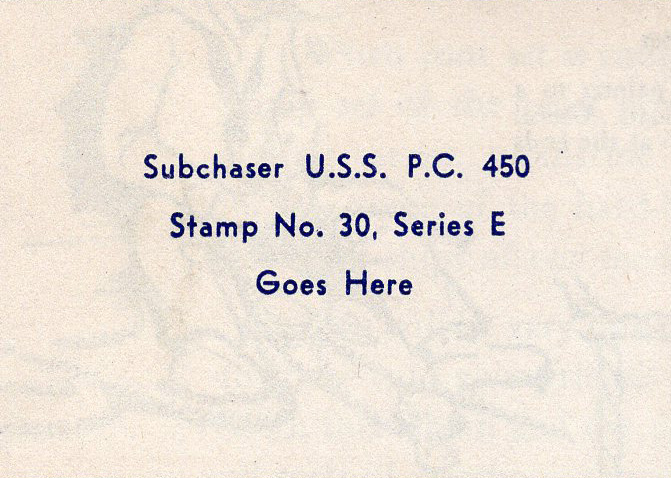 Subchaser U.S.S. P.C. 450
Stamp No. 30, Series E
Goes Here